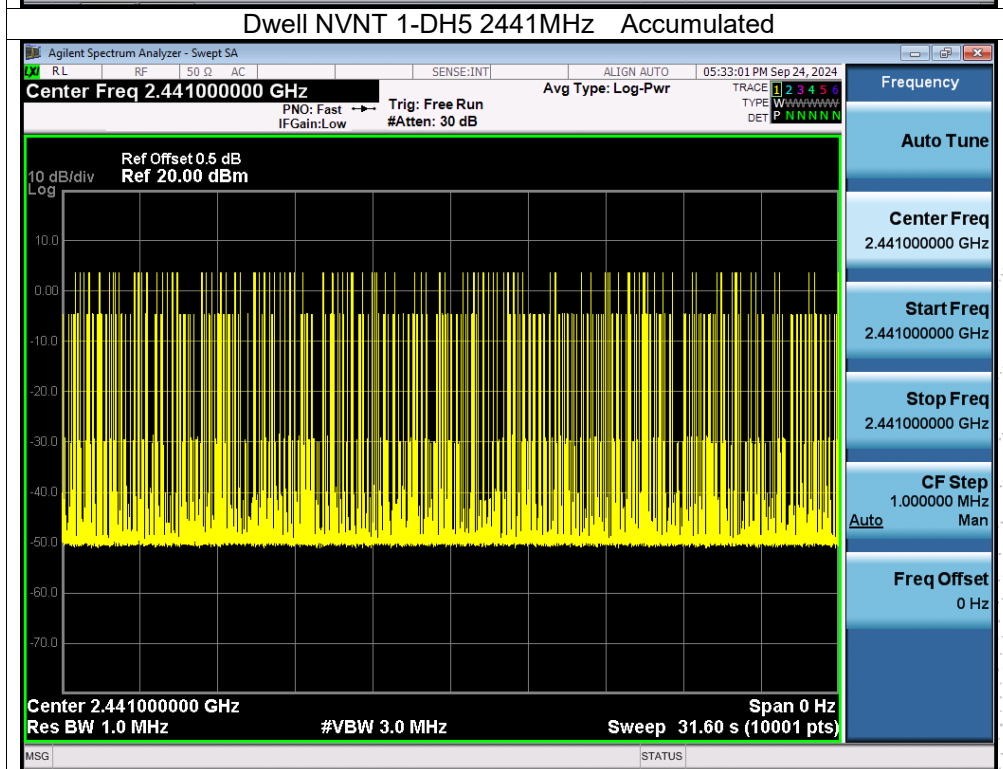 Dwell NVNT 1-DH5 2441MHz Accumulated
Agilent Spectrum Analyzer - Swept SA
LXI RL RF 50 Ω AC SENSE:INT ALIGN AUTO 05:33:01 PM Sep 24, 2024
Center Freq 2.441000000 GHz
PNO: Fast
IFGain:Low
Trig: Free Run
#Atten: 30 dB
Avg Type: Log-Pwr
TRACE 1 2 3 4 5 6
TYPE WWWWWWW
DET P N N N N N
Frequency
Auto Tune
Center Freq
2.441000000 GHz
Start Freq
2.441000000 GHz
Stop Freq
2.441000000 GHz
CF Step
1.000000 MHz
Auto Man
Freq Offset
0 Hz
Ref Offset 0.5 dB
10 dB/div Ref 20.00 dBm
Log
10.0
0.00
-10.0
-20.0
-30.0
-40.0
-50.0
-60.0
-70.0
Center 2.441000000 GHz Span 0 Hz
Res BW 1.0 MHz #VBW 3.0 MHz Sweep 31.60 s (10001 pts)
MSG STATUS